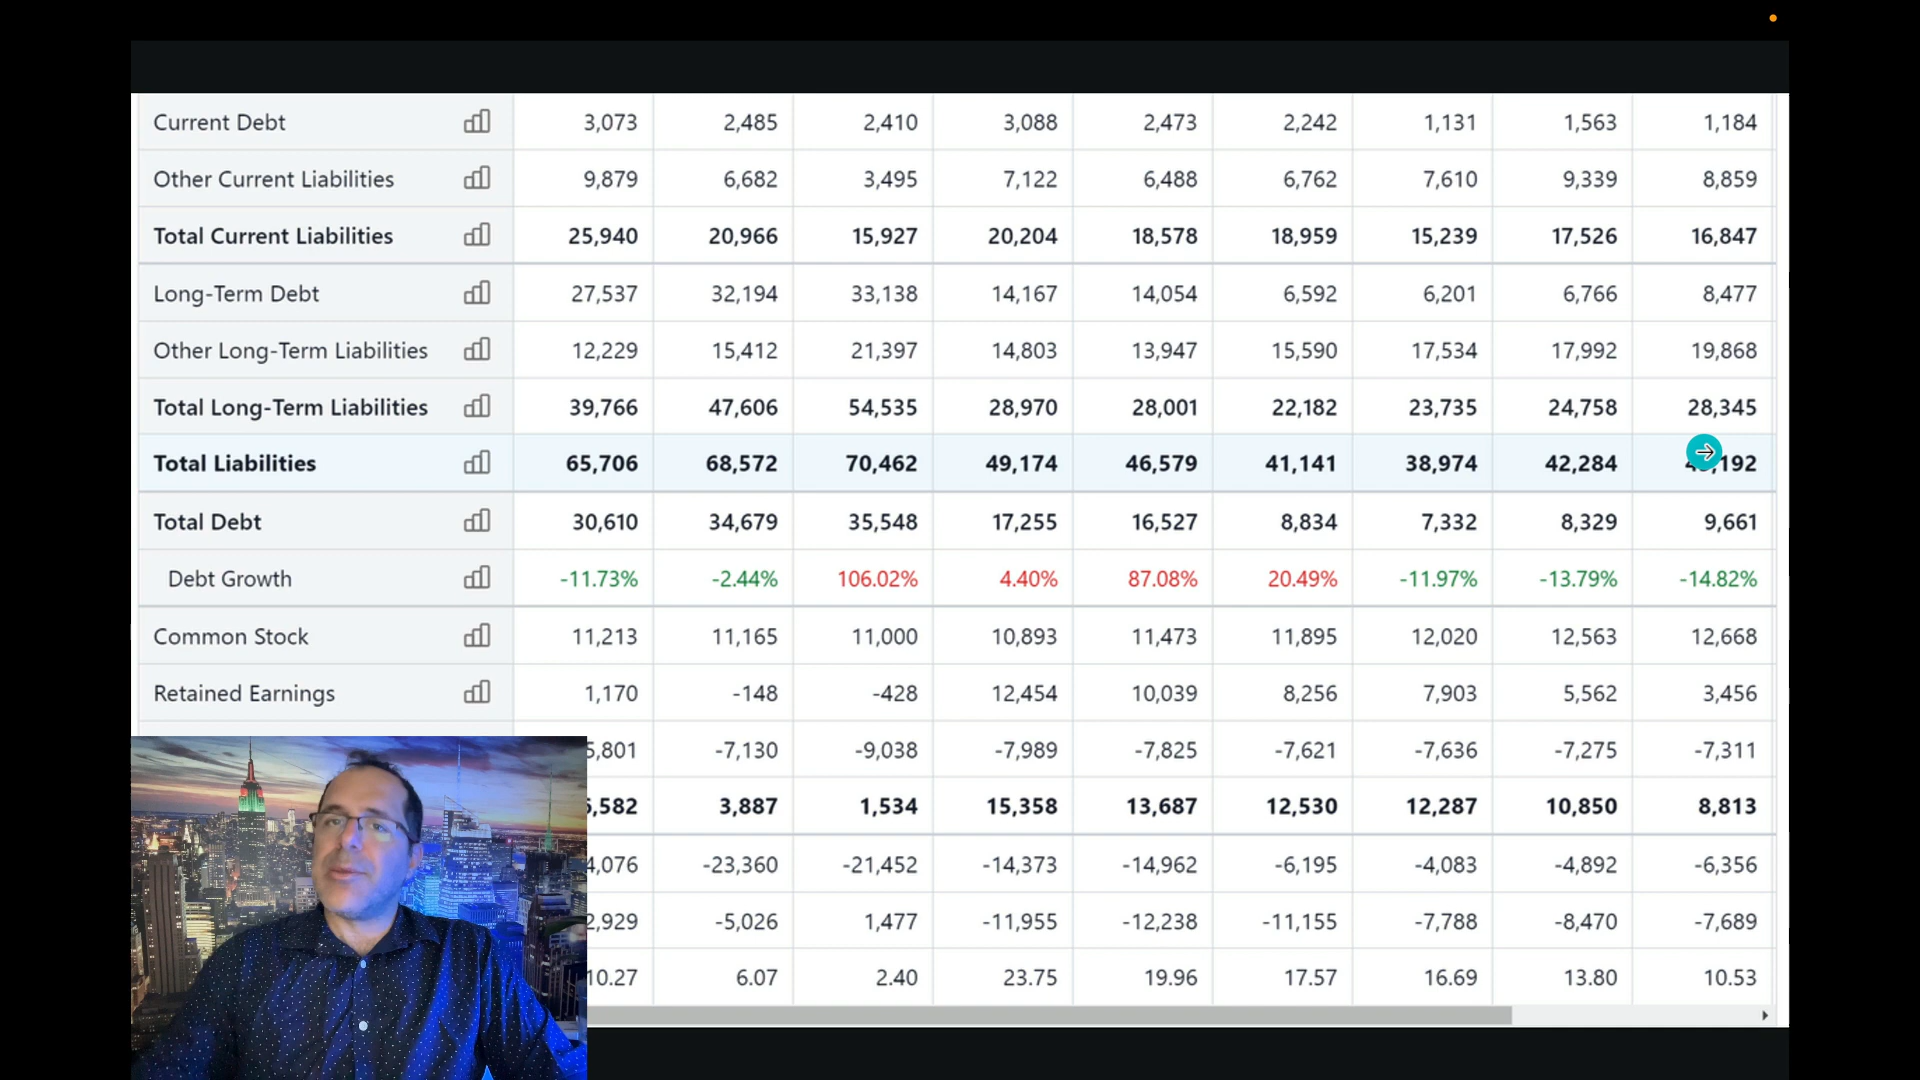 Current Debt 3,073 2,485 2,410 3,088 2,473 2,242 1,131 1,563 1,184
Other Current Liabilities 9,879 6,682 3,495 7,122 6,488 6,762 7,610 9,339 8,859
Total Current Liabilities 25,940 20,966 15,927 20,204 18,578 18,959 15,239 17,526 16,847
Long-Term Debt 27,537 32,194 33,138 14,167 14,054 6,592 6,201 6,766 8,477
Other Long-Term Liabilities 12,229 15,412 21,397 14,803 13,947 15,590 17,534 17,992 19,868
Total Long-Term Liabilities 39,766 47,606 54,535 28,970 28,001 22,182 23,735 24,758 28,345
Total Liabilities 65,706 68,572 70,462 49,174 46,579 41,141 38,974 42,284
Total Debt 30,610 34,679 35,548 17,255 16,527 8,834 7,332 8,329 9,661
Debt Growth -11.73% -2.44% 106.02% 4.40% 87.08% 20.49% -11.97% -13.79% -14.82%
Common Stock 11,213 11,165 11,000 10,893 11,473 11,895 12,020 12,563 12,668
Retained Earnings 1,170 -148 -428 12,454 10,039 8,256 7,903 5,562 3,456
-7,130 -9,038 -7,989 -7,825 -7,621 -7,636 -7,275 -7,311
3,887 1,534 15,358 13,687 12,530 12,287 10,850 8,813
-23,360 -21,452 -14,373 -14,962 -6,195 -4,083 -4,892 -6,356
-5,026 1,477 -11,955 -12,238 -11,155 -7,788 -8,470 -7,689
10.27 6.07 2.40 23.75 19.96 17.57 16.69 13.80 10.53